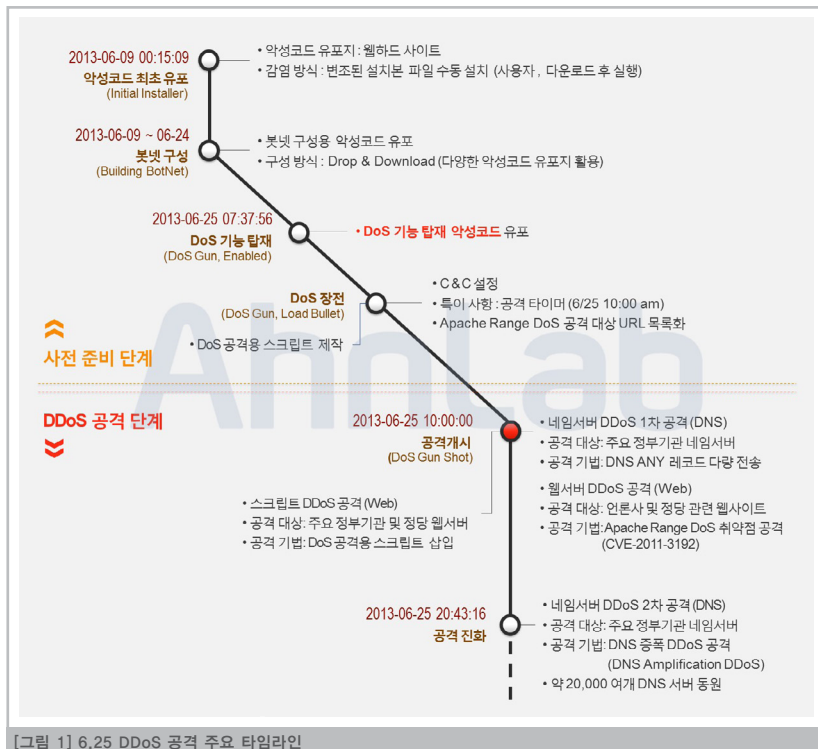 2013-06-09 00:15:09
악성코드 최초 유포
(Initial Installer)
• 악성코드 유포지 : 웹하드 사이트
• 감염 방식 : 변조된 설치본 파일 수동 설치 (사용자, 다운로드 후 실행)
2013-06-09 ~ 06-24
봇넷 구성
(Building BotNet)
• 봇넷 구성용 악성코드 유포
• 구성 방식 : Drop & Download (다양한 악성코드 유포지 활용)
2013-06-25 07:37:56
DoS 기능 탑재
(DoS Gun, Enabled)
• DoS 기능 탑재 악성코드 유포
DoS 장전
(DoS Gun, Load Bullet)
• DoS 공격용 스크립트 제작
• C&C 설정
• 특이 사항 : 공격 타이머 (6/25 10:00 am)
• Apache Range DoS 공격 대상 URL 목록화
사전 준비 단계
AhnLab
DDoS 공격 단계
2013-06-25 10:00:00
공격개시
(DoS Gun Shot)
• 스크립트 DDoS 공격 (Web)
• 공격 대상: 주요 정부기관 및 정당 웹서버
• 공격 기법: DoS 공격용 스크립트 삽입
• 네임서버 DDoS 1차 공격 (DNS)
• 공격 대상: 주요 정부기관 네임서버
• 공격 기법: DNS ANY 레코드 다량 전송
• 웹서버 DDoS 공격 (Web)
• 공격 대상: 언론사 및 정당 관련 웹사이트
• 공격 기법: Apache Range DoS 취약점 공격
(CVE-2011-3192)
2013-06-25 20:43:16
공격 진화
• 네임서버 DDoS 2차 공격 (DNS)
• 공격 대상: 주요 정부기관 네임서버
• 공격 기법: DNS 증폭 DDoS 공격
(DNS Amplification DDoS)
• 약 20,000 여개 DNS 서버 동원
[그림 1] 6.25 DDoS 공격 주요 타임라인